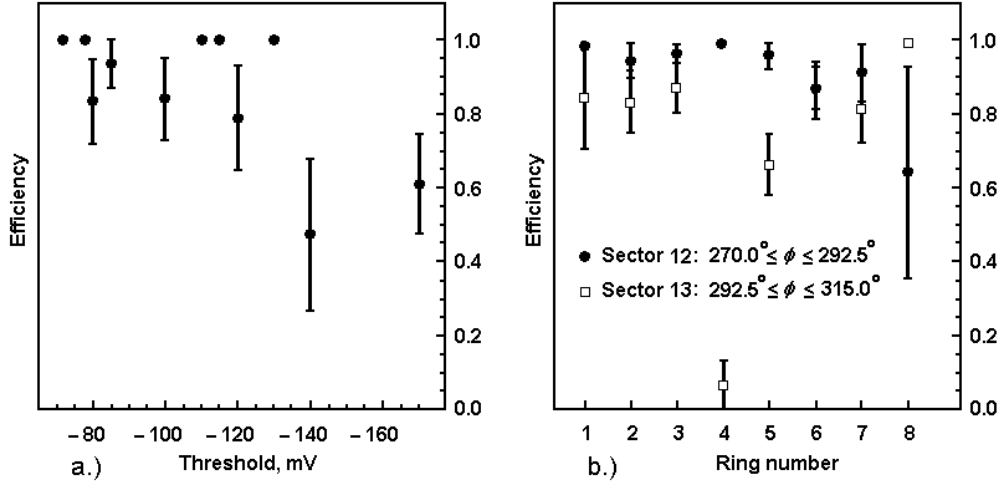 Efficiency
1.0
0.8
0.6
0.4
0.2
0.0
−80 −100 −120 −140 −160
Threshold, mV
a.)
Efficiency
1.0
0.8
0.6
0.4
0.2
0.0
Sector 12: 270.0° ≤ ϕ ≤ 292.5°
Sector 13: 292.5° ≤ ϕ ≤ 315.0°
1 2 3 4 5 6 7 8
Ring number
b.)